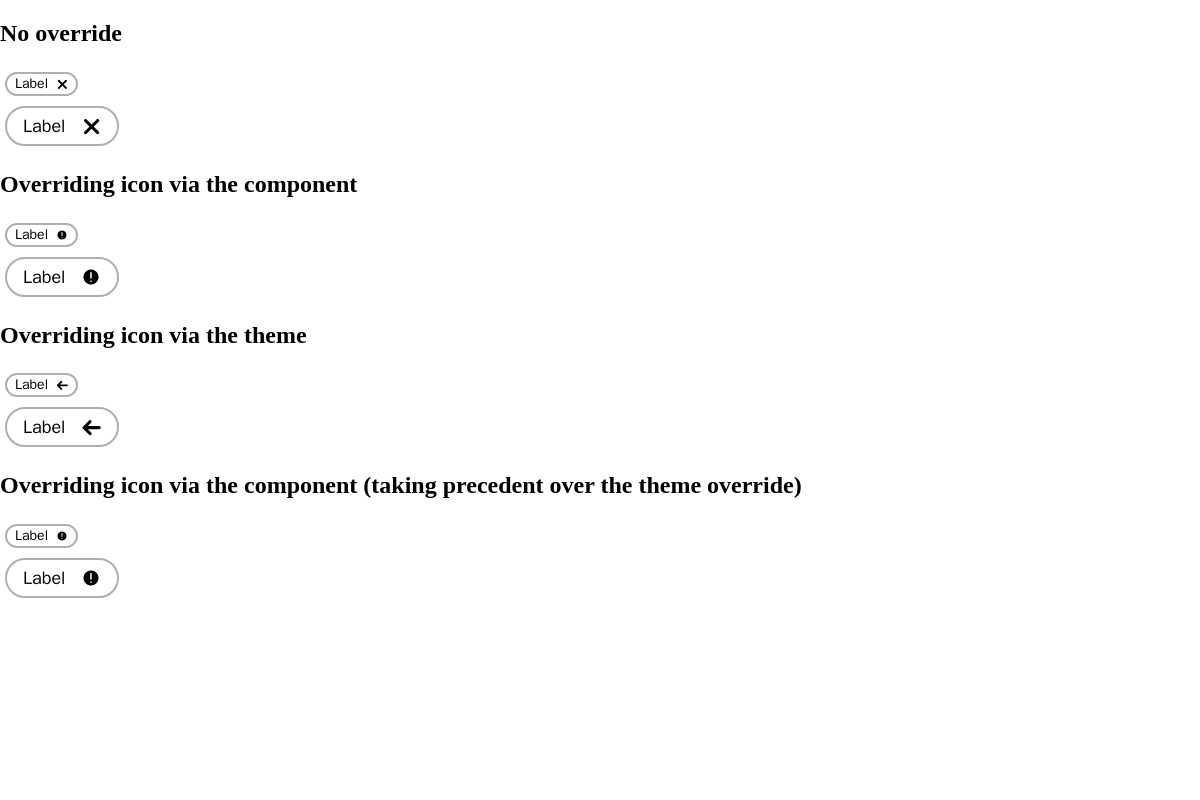 No override
Label
Label
Overriding icon via the component
Label
Label
Overriding icon via the theme
Label
Label
Overriding icon via the component (taking precedent over the theme override)
Label
Label